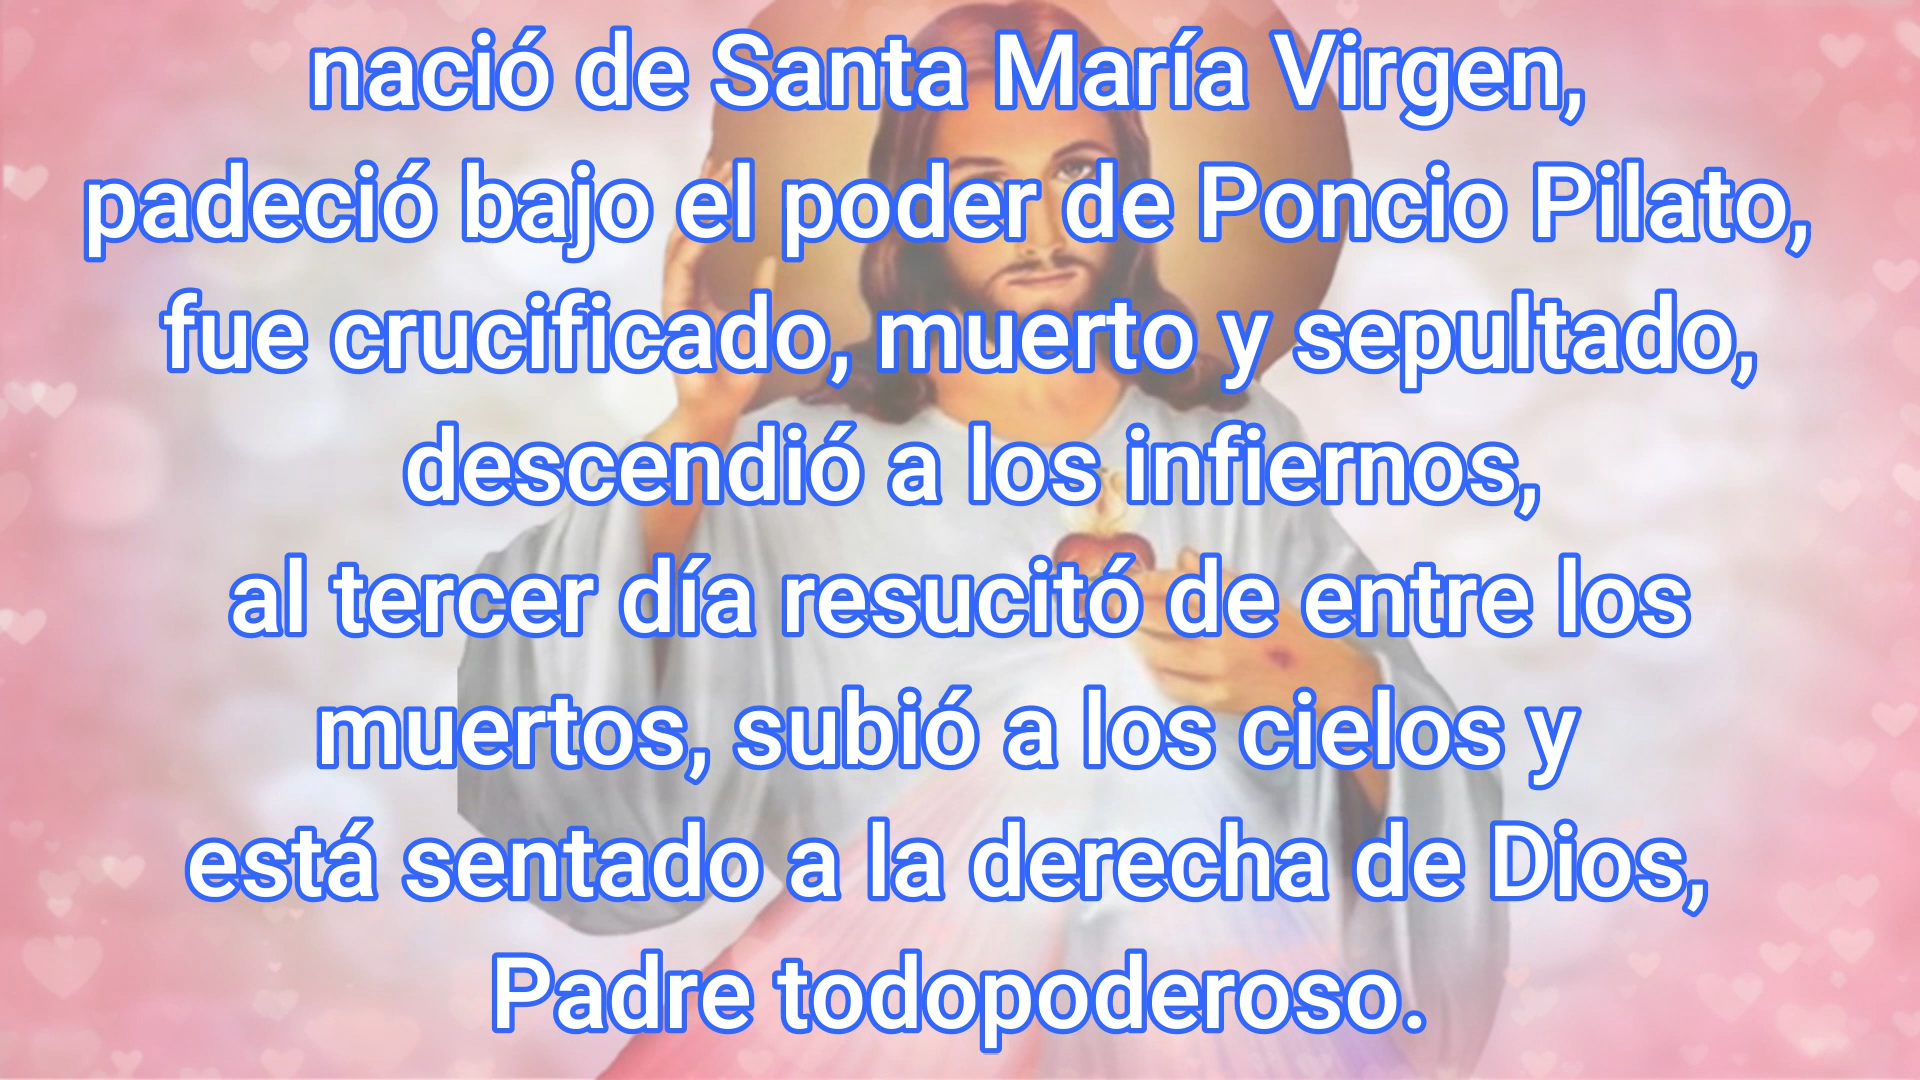 nació de Santa María Virgen,
padeció bajo el poder de Poncio Pilato,
fue crucificado, muerto y sepultado,
descendió a los infiernos,
al tercer día resucitó de entre los
muertos, subió a los cielos y
está sentado a la derecha de Dios,
Padre todopoderoso.